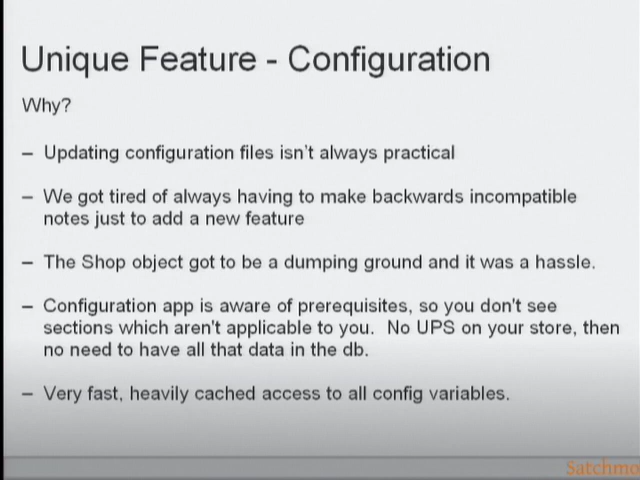 Unique Feature - Configuration
Why?
– Updating configuration files isn't always practical
– We got tired of always having to make backwards incompatible
notes just to add a new feature
– The Shop object got to be a dumping ground and it was a hassle.
– Configuration app is aware of prerequisites, so you don't see
sections which aren't applicable to you. No UPS on your store, then
no need to have all that data in the db.
– Very fast, heavily cached access to all config variables.
Satchmo